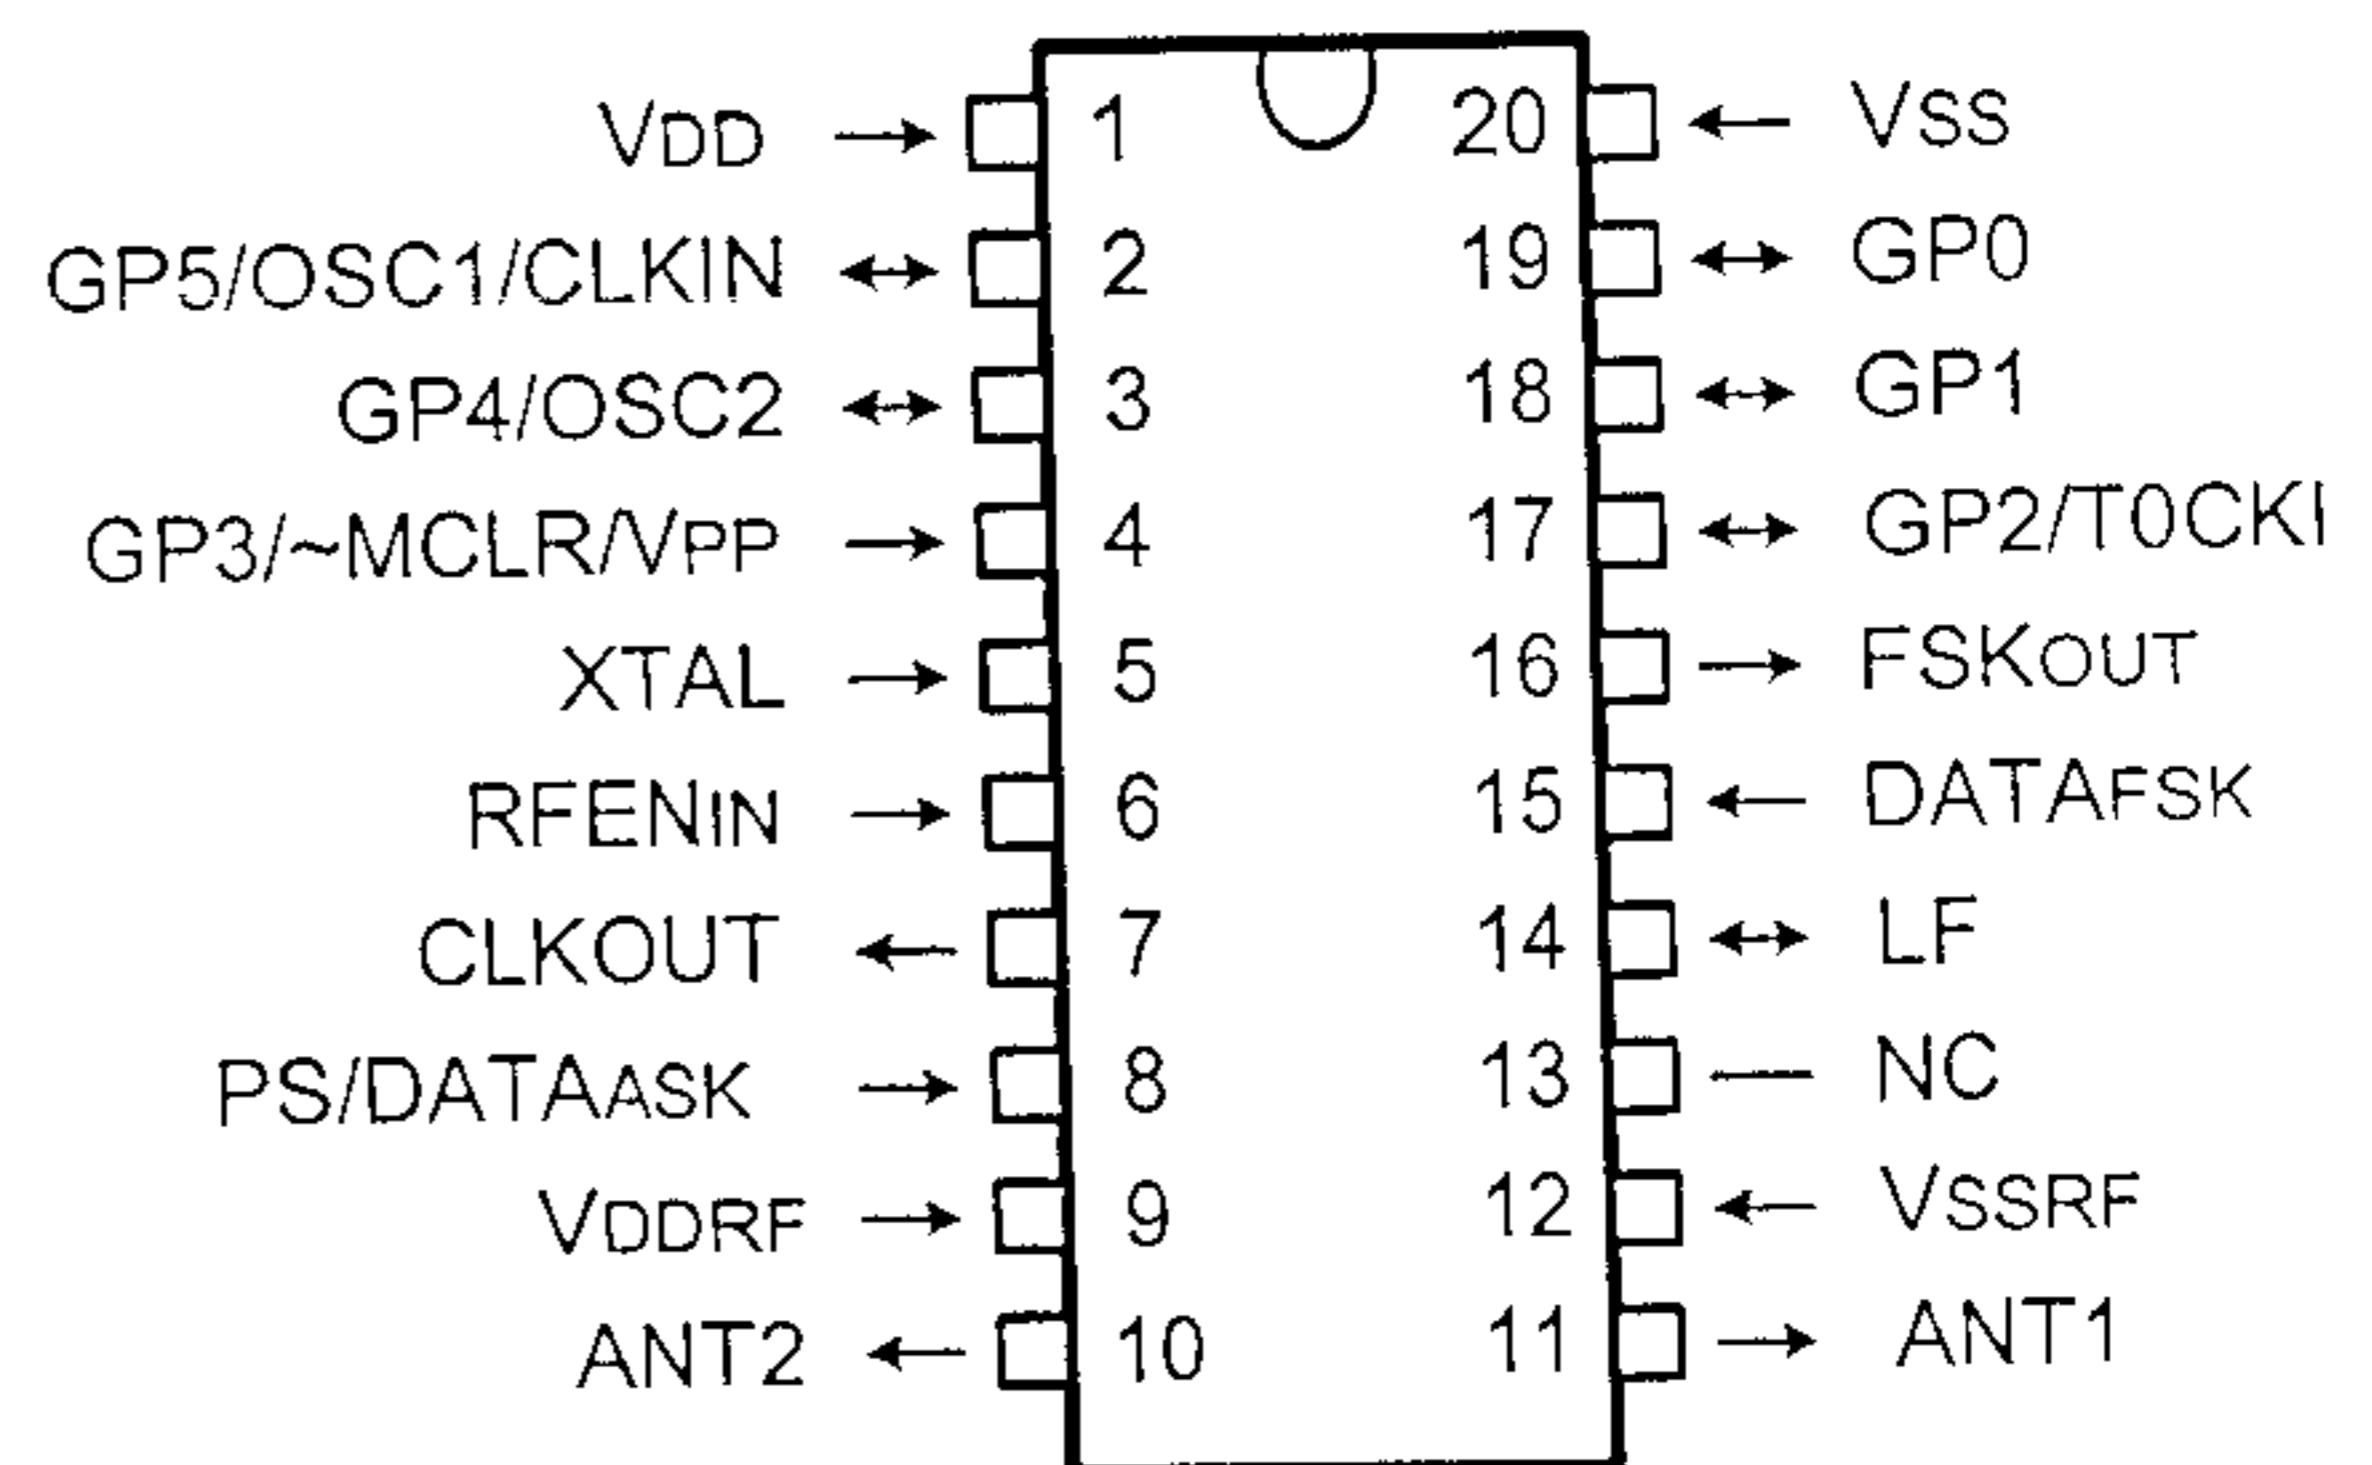 VDD 1 20 VSS
GP5/OSC1/CLKIN 2 19 GP0
GP4/OSC2 3 18 GP1
GP3/~MCLR/VPP 4 17 GP2/T0CKI
XTAL 5 16 FSKOUT
RFENIN 6 15 DATAFSK
CLKOUT 7 14 LF
PS/DATAASK 8 13 NC
VDDRF 9 12 VSSRF
ANT2 10 11 ANT1